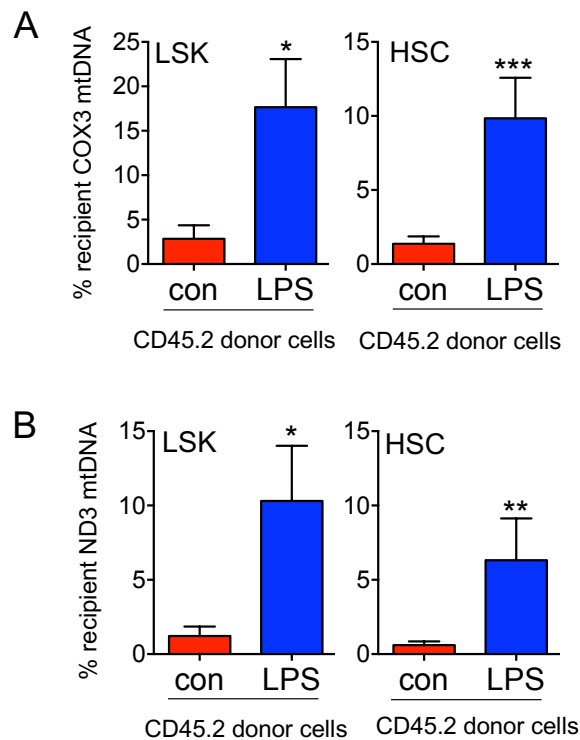 A
% recipient COX3 mtDNA
25
20
15
10
5
0
LSK
*
con LPS
CD45.2 donor cells
15
10
5
0
HSC
***
con LPS
CD45.2 donor cells
B
% recipient ND3 mtDNA
15
10
5
0
LSK
*
con LPS
CD45.2 donor cells
15
10
5
0
HSC
**
con LPS
CD45.2 donor cells